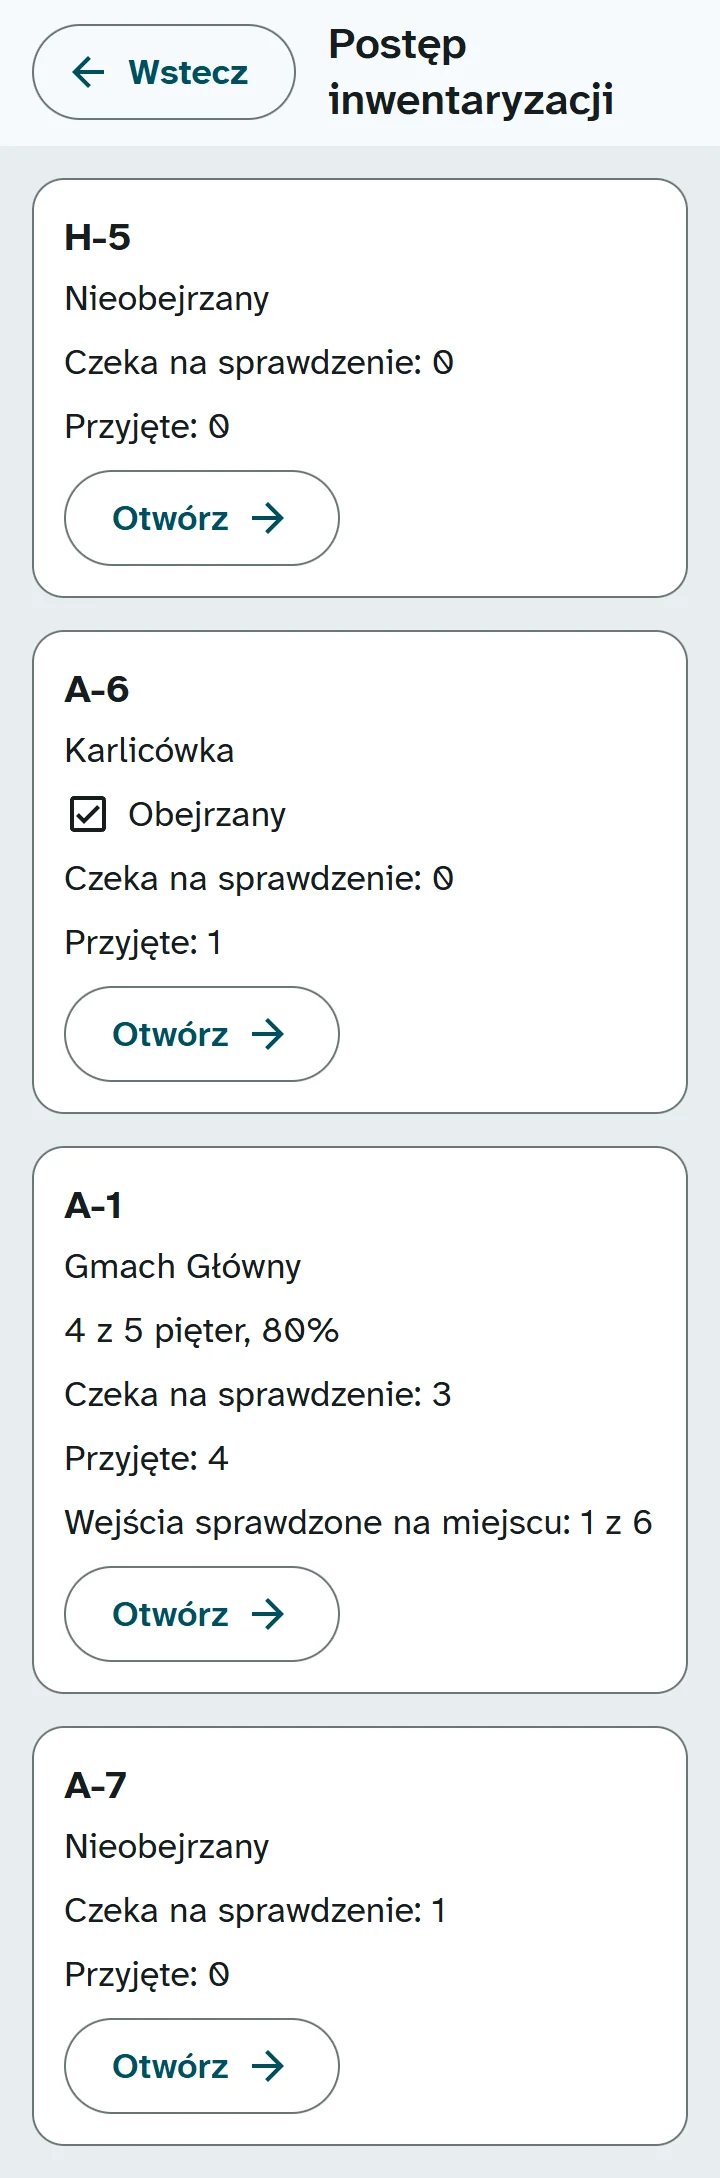 Wstecz
Postęp
inwentaryzacji
H-5
Nieobejrzany
Czeka na sprawdzenie: 0
Przyjęte: 0
Otwórz
A-6
Karlicówka
Obejrzany
Czeka na sprawdzenie: 0
Przyjęte: 1
Otwórz
A-1
Gmach Główny
4 z 5 pięter, 80%
Czeka na sprawdzenie: 3
Przyjęte: 4
Wejścia sprawdzone na miejscu: 1 z 6
Otwórz
A-7
Nieobejrzany
Czeka na sprawdzenie: 1
Przyjęte: 0
Otwórz